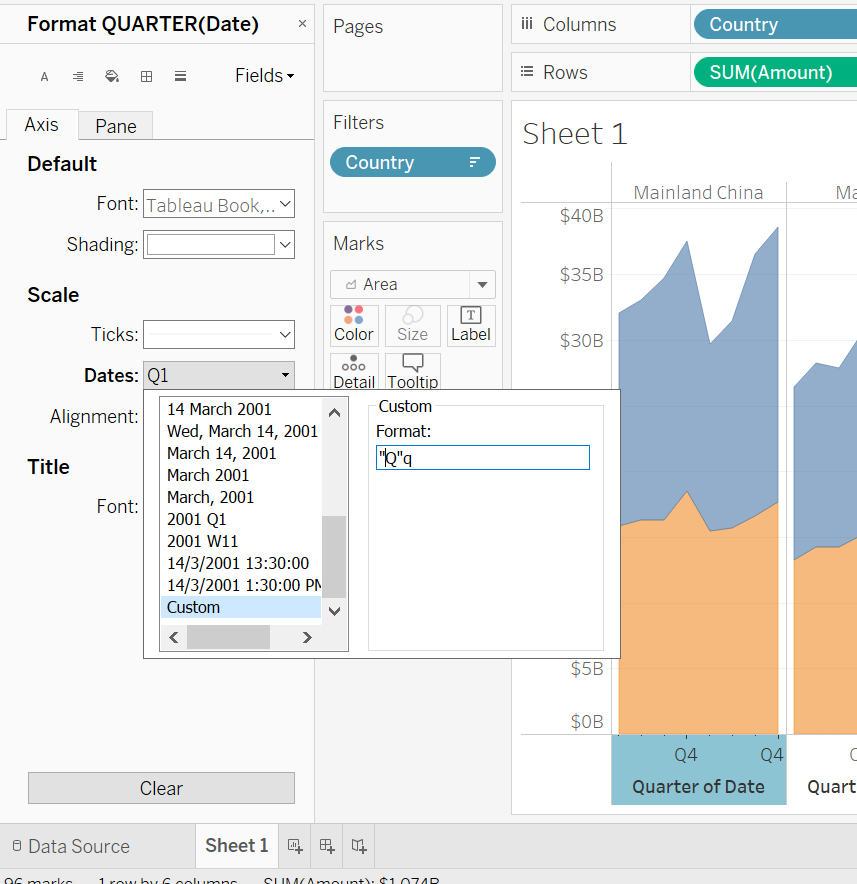 Format QUARTER(Date)
Fields
Axis
Pane
Default
Font: Tableau Book,..
Shading:
Scale
Ticks:
Dates: Q1
Alignment:
Title
Font:
14 March 2001
Wed, March 14, 2001
March 14, 2001
March 2001
March, 2001
2001 Q1
2001 W11
14/3/2001 13:30:00
14/3/2001 1:30:00 PM
Custom
Custom
Format:
"Q"q
Clear
Pages
Filters
Country
Marks
Area
Color
Size
Label
Detail
Tooltip
Columns
Country
Rows
SUM(Amount)
Sheet 1
Mainland China
$40B
$35B
$30B
$5B
$0B
Q4
Q4
Quarter of Date
Data Source
Sheet 1
96 marks
1 row by 6 columns
SUM(Amount): $1,074B